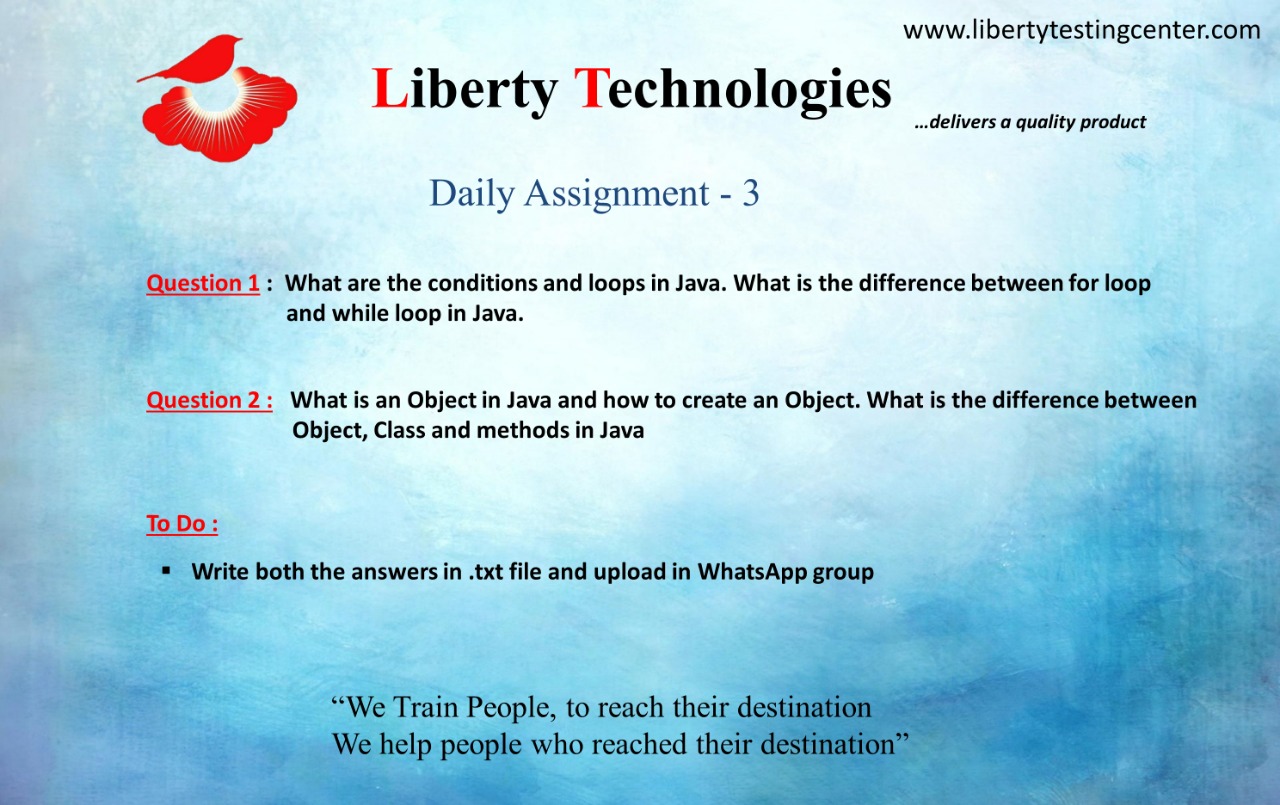 www.libertytestingcenter.com
Liberty Technologies
...delivers a quality product
Daily Assignment - 3
Question 1 : What are the conditions and loops in Java. What is the difference between for loop
and while loop in Java.
Question 2 : What is an Object in Java and how to create an Object. What is the difference between
Object, Class and methods in Java
To Do :
▪ Write both the answers in .txt file and upload in WhatsApp group
“We Train People, to reach their destination
We help people who reached their destination”